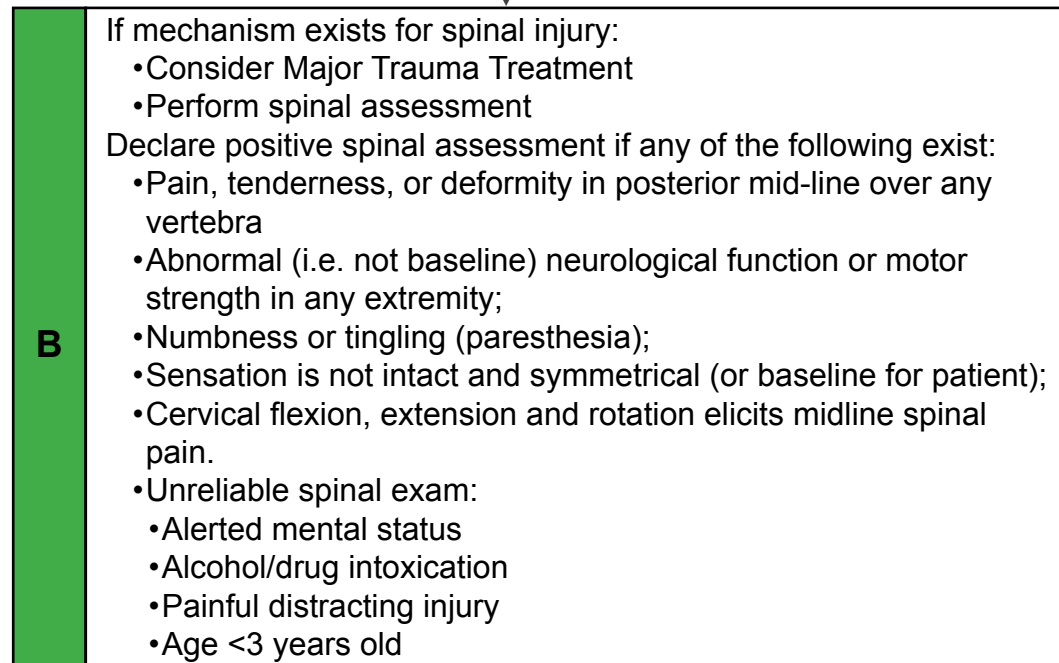 If mechanism exists for spinal injury:
•Consider Major Trauma Treatment
•Perform spinal assessment
Declare positive spinal assessment if any of the following exist:
•Pain, tenderness, or deformity in posterior mid-line over any
vertebra
•Abnormal (i.e. not baseline) neurological function or motor
strength in any extremity;
B
•Numbness or tingling (paresthesia);
•Sensation is not intact and symmetrical (or baseline for patient);
•Cervical flexion, extension and rotation elicits midline spinal
pain.
•Unreliable spinal exam:
•Alerted mental status
•Alcohol/drug intoxication
•Painful distracting injury
•Age <3 years old